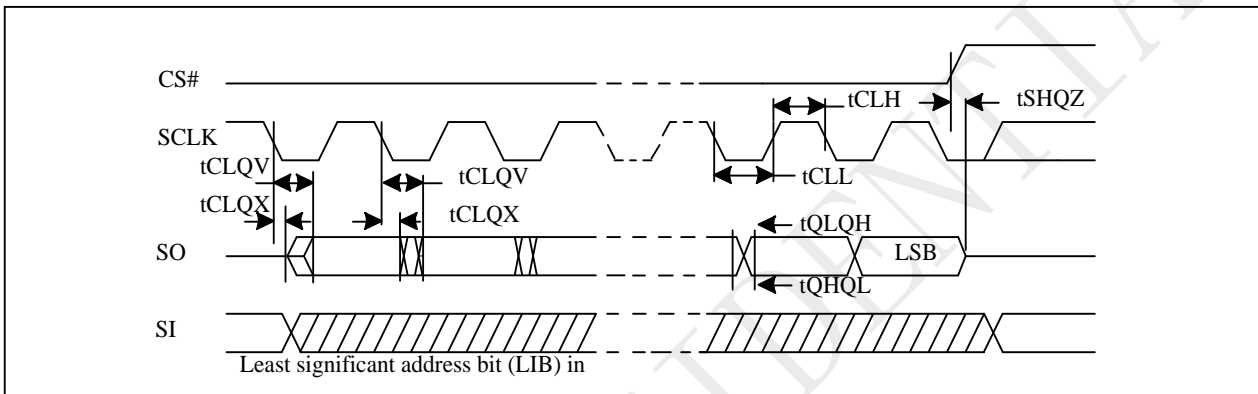 CS#
tCLH
tSHQZ
SCLK
tCLQV
tCLQV
tCLL
tCLQX
tCLQX
tQLQH
SO
LSB
tQHQL
SI
Least significant address bit (LIB) in